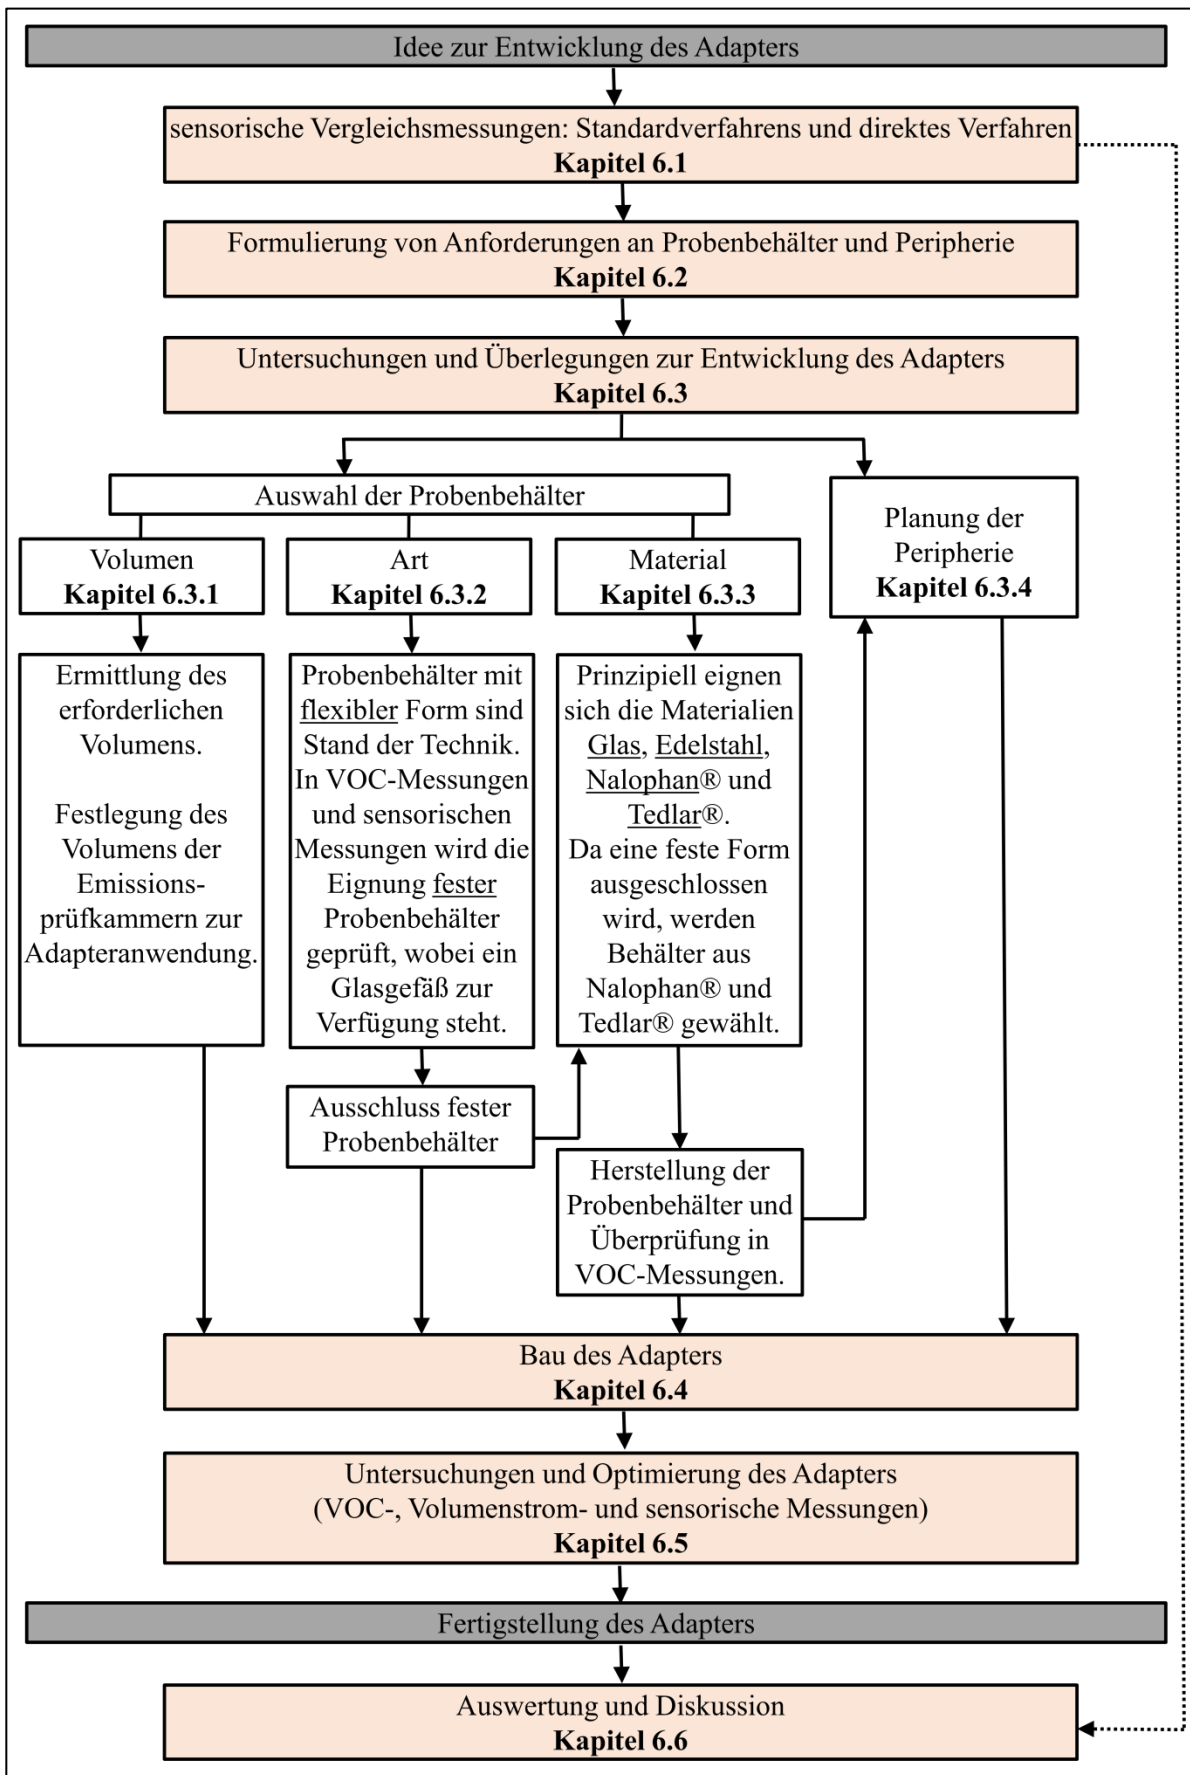 Idee zur Entwicklung des Adapters
sensorische Vergleichsmessungen: Standardverfahrens und direktes Verfahren
Kapitel 6.1
Formulierung von Anforderungen an Probenbehälter und Peripherie
Kapitel 6.2
Untersuchungen und Überlegungen zur Entwicklung des Adapters
Kapitel 6.3
Auswahl der Probenbehälter
Planung der
Peripherie
Kapitel 6.3.4
Volumen
Kapitel 6.3.1
Art
Kapitel 6.3.2
Material
Kapitel 6.3.3
Ermittlung des
erforderlichen
Volumens.
Festlegung des
Volumens der
Emissions-
prüfkammern zur
Adapteranwendung.
Probenbehälter mit
flexibler Form sind
Stand der Technik.
In VOC-Messungen
und sensorischen
Messungen wird die
Eignung fester
Probenbehälter
geprüft, wobei ein
Glasgefäß zur
Verfügung steht.
Prinzipiell eignen
sich die Materialien
Glas, Edelstahl,
Nalophan® und
Tedlar®.
Da eine feste Form
ausgeschlossen
wird, werden
Behälter aus
Nalophan® und
Tedlar® gewählt.
Ausschluss fester
Probenbehälter
Herstellung der
Probenbehälter und
Überprüfung in
VOC-Messungen.
Bau des Adapters
Kapitel 6.4
Untersuchungen und Optimierung des Adapters
(VOC-, Volumenstrom- und sensorische Messungen)
Kapitel 6.5
Fertigstellung des Adapters
Auswertung und Diskussion
Kapitel 6.6